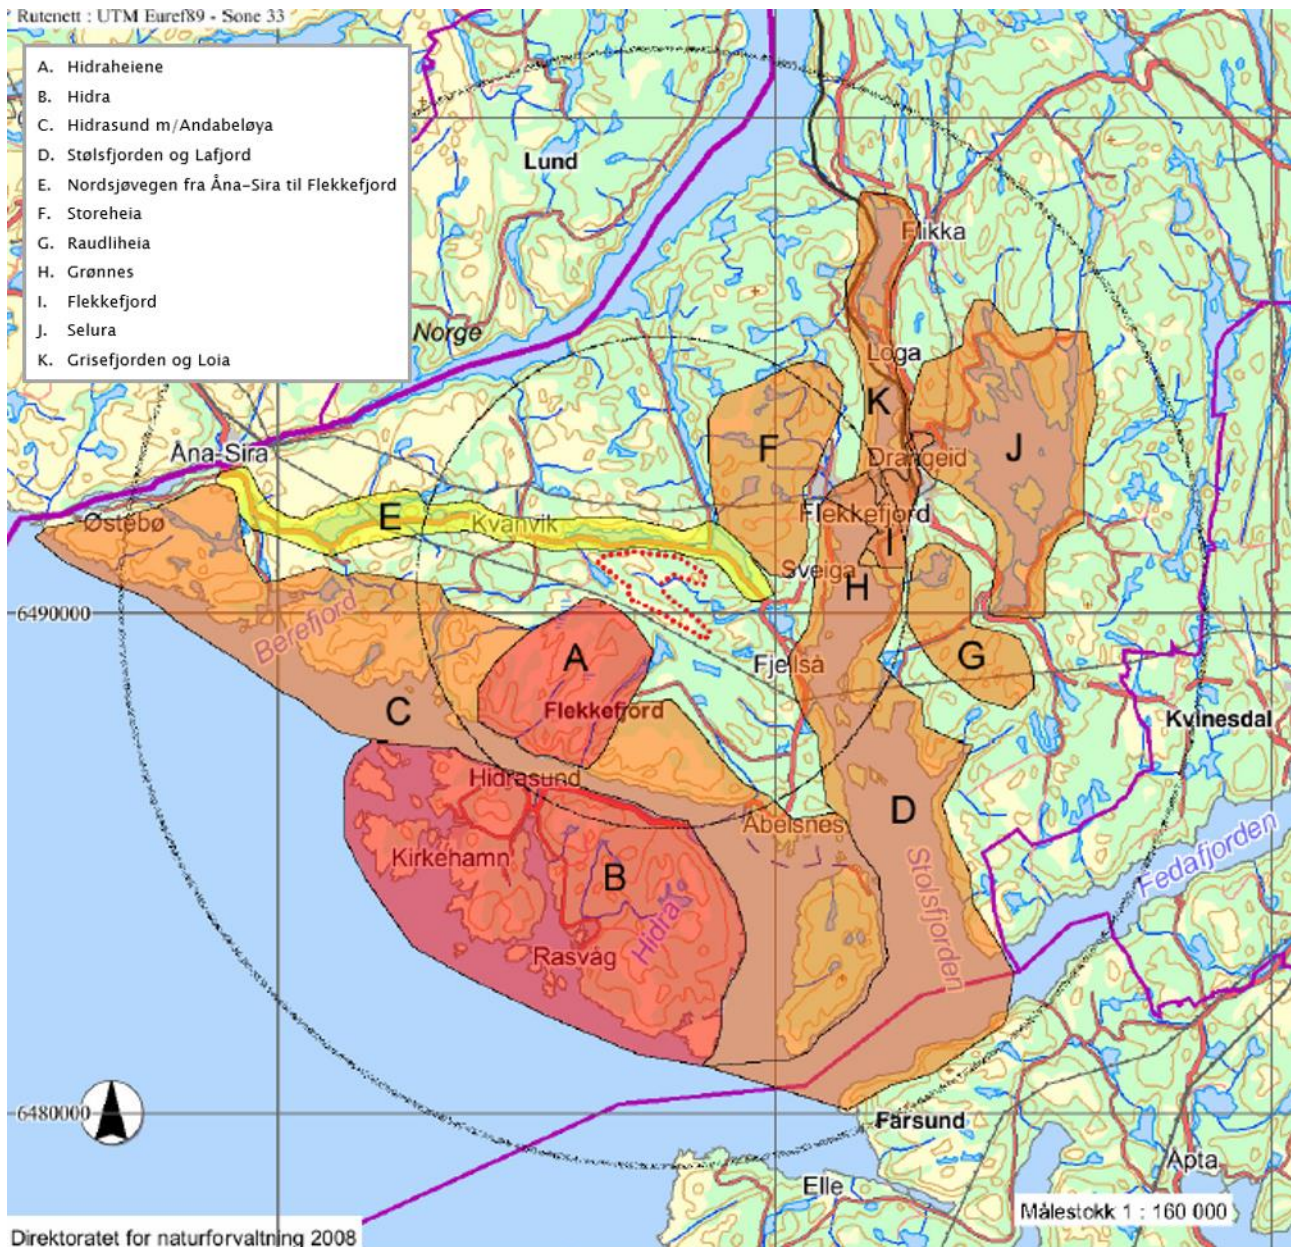 Rutenett : UTM Euref89 - Sone 33
A. Hidraheiene
B. Hidra
C. Hidrasund m/Andabeløya
D. Stølsfjorden og Lafjord
E. Nordsjøvegen fra Åna-Sira til Flekkefjord
F. Storeheia
G. Raudliheia
H. Grønnes
I. Flekkefjord
J. Selura
K. Grisefjorden og Loia
Lund
Flikka
Norge
Loga
K
F
J
Drangeid
Åna-Sira
Østebø
E
Kvanvik
Flekkefjord
I
Sveiga
H
6490000
Berefjord
A
Fjellså
G
Flekkefjord
C
Kvinesdal
Hidrasund
D
Abelsnes
Kirkehamn
B
Stolsfjorden
Fedafjorden
Hidra
Rasvåg
6480000
Farsund
Apta
Elle
Målestokk 1 : 160 000
Direktoratet for naturforvaltning 2008